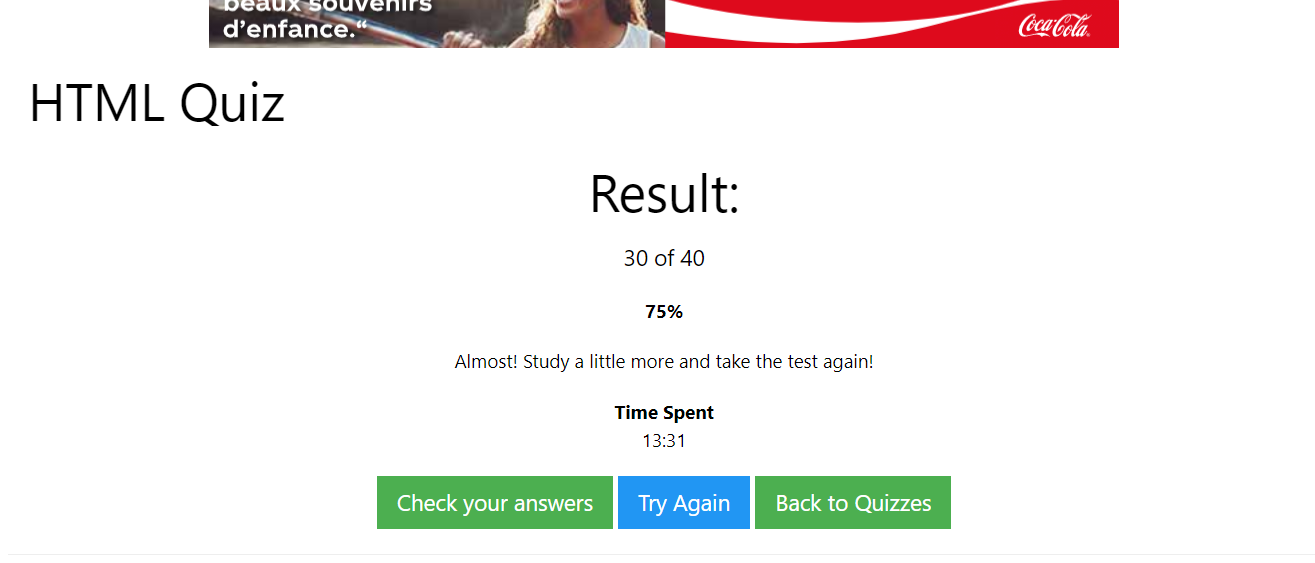 beaux souvenirs
d’enfance.“
Coca-Cola
HTML Quiz
Result:
30 of 40
75%
Almost! Study a little more and take the test again!
Time Spent
13:31
Check your answers
Try Again
Back to Quizzes